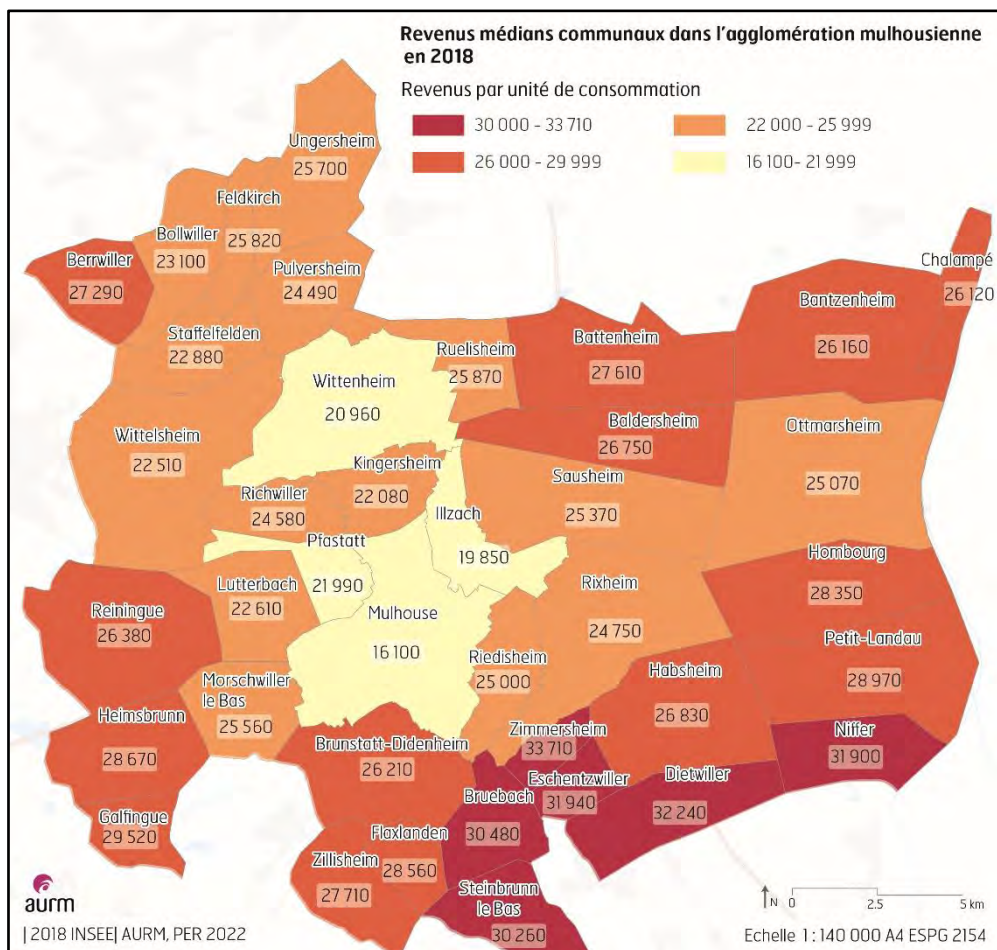 Revenus médians communaux dans l'agglomération mulhousienne
en 2018
Revenus par unité de consommation
30 000 - 33 710
22 000 - 25 999
26 000 - 29 999
16 100- 21 999
Ungersheim
25 700
Feldkirch
25 820
Bollwiller
23 100
Berrwiller
27 290
Pulversheim
24 490
Chalampé
26 120
Bantzenheim
26 160
Staffelfelden
22 880
Ruelisheim
25 870
Battenheim
27 610
Wittenheim
20 960
Baldersheim
26 750
Ottmarsheim
25 070
Wittelsheim
22 510
Kingersheim
22 080
Sausheim
25 370
Richwiller
24 580
Illzach
19 850
Pfastatt
21 990
Hombourg
28 350
Lutterbach
22 610
Rixheim
24 750
Reiningue
26 380
Mulhouse
16 100
Petit-Landau
28 970
Riedisheim
25 000
Habsheim
26 830
Morschwiller
le Bas
25 560
Heimsbrunn
28 670
Zimmersheim
33 710
Niffer
31 900
Brunstatt-Didenheim
26 210
Eschentzwiller
31 940
Dietwiller
32 240
Bruebach
30 480
Galfingue
29 520
Flaxlanden
28 560
Zillisheim
27 710
Steinbrunn
le Bas
30 260
aurm
| 2018 INSEE| AURM, PER 2022
N 0 2.5 5 km
Echelle 1 : 140 000 A4 ESPG 2154